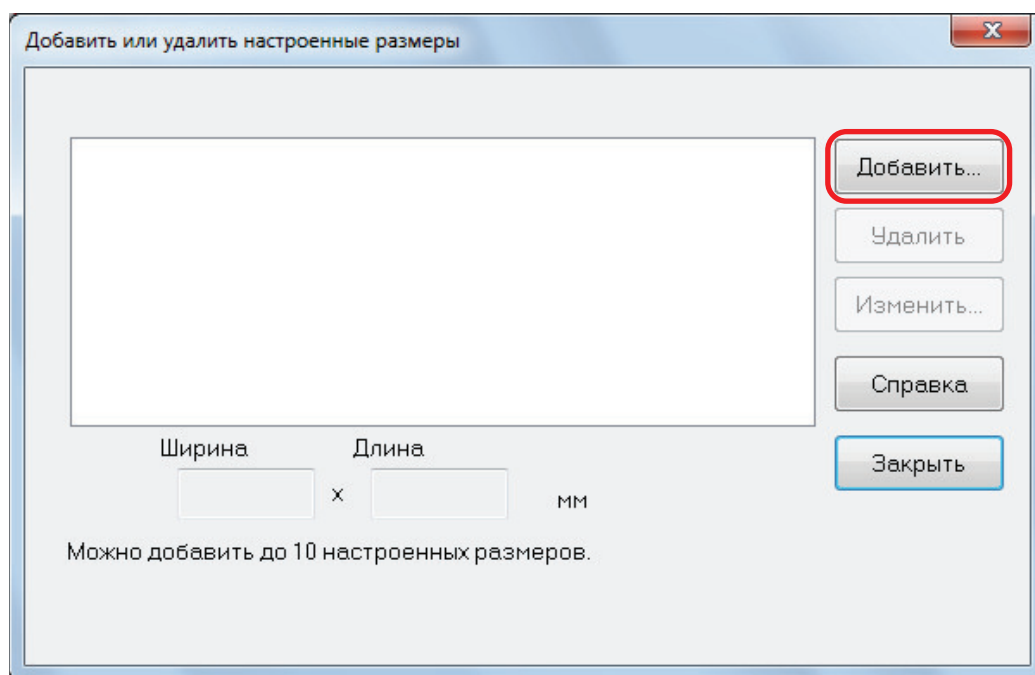 Добавить или удалить настроенные размеры
Добавить...
Удалить
Изменить...
Справка
Закрыть
Ширина Длина
x мм
Можно добавить до 10 настроенных размеров.